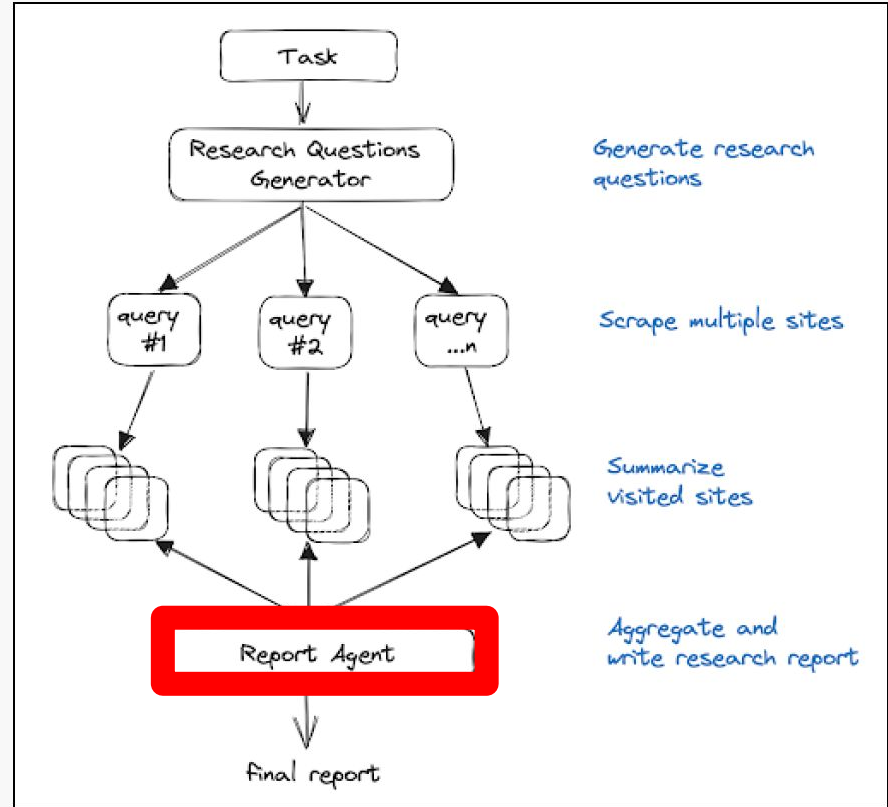 Task
Research Questions
Generator
Generate research
questions
query
#1
query
#2
query
...n
Scrape multiple sites
Summarize
visited sites
Report Agent
Aggregate and
write research report
final report